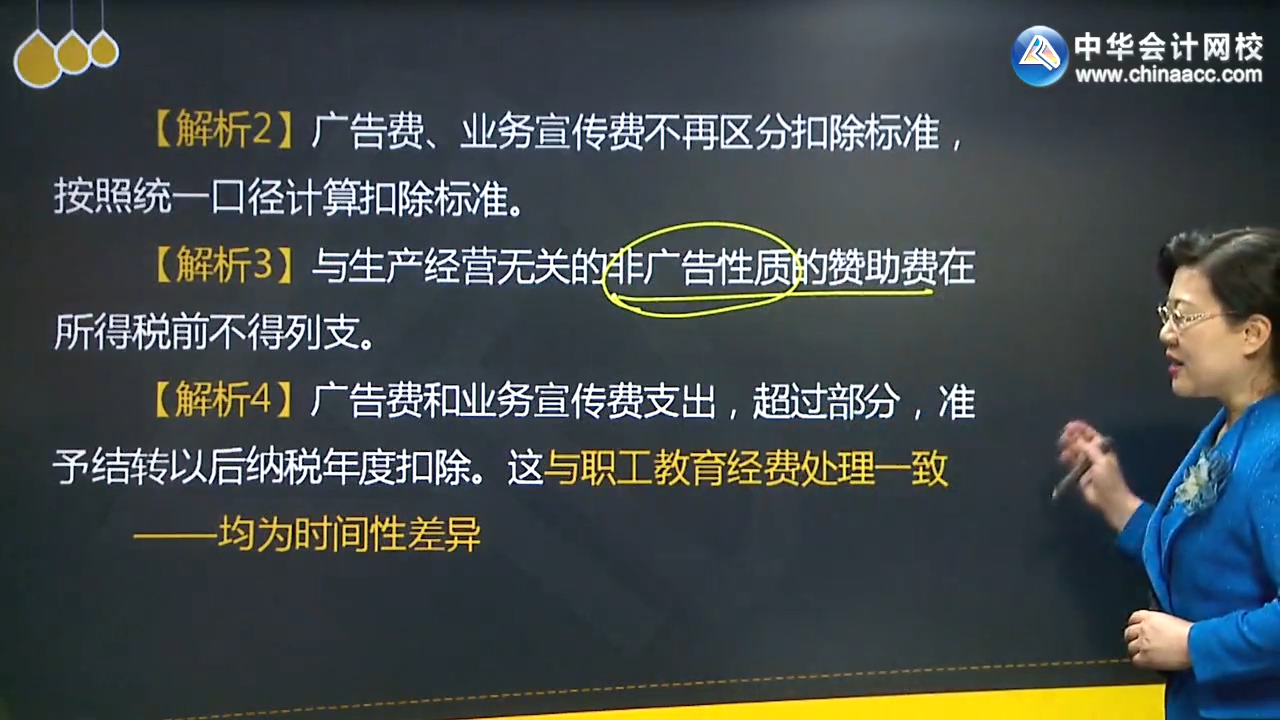 中华会计网校
www.chinaacc.com
【解析2】广告费、业务宣传费不再区分扣除标准，
按照统一口径计算扣除标准。
【解析3】与生产经营无关的非广告性质的赞助费在
所得税前不得列支。
【解析4】广告费和业务宣传费支出，超过部分，准
予结转以后纳税年度扣除。这与职工教育经费处理一致
——均为时间性差异